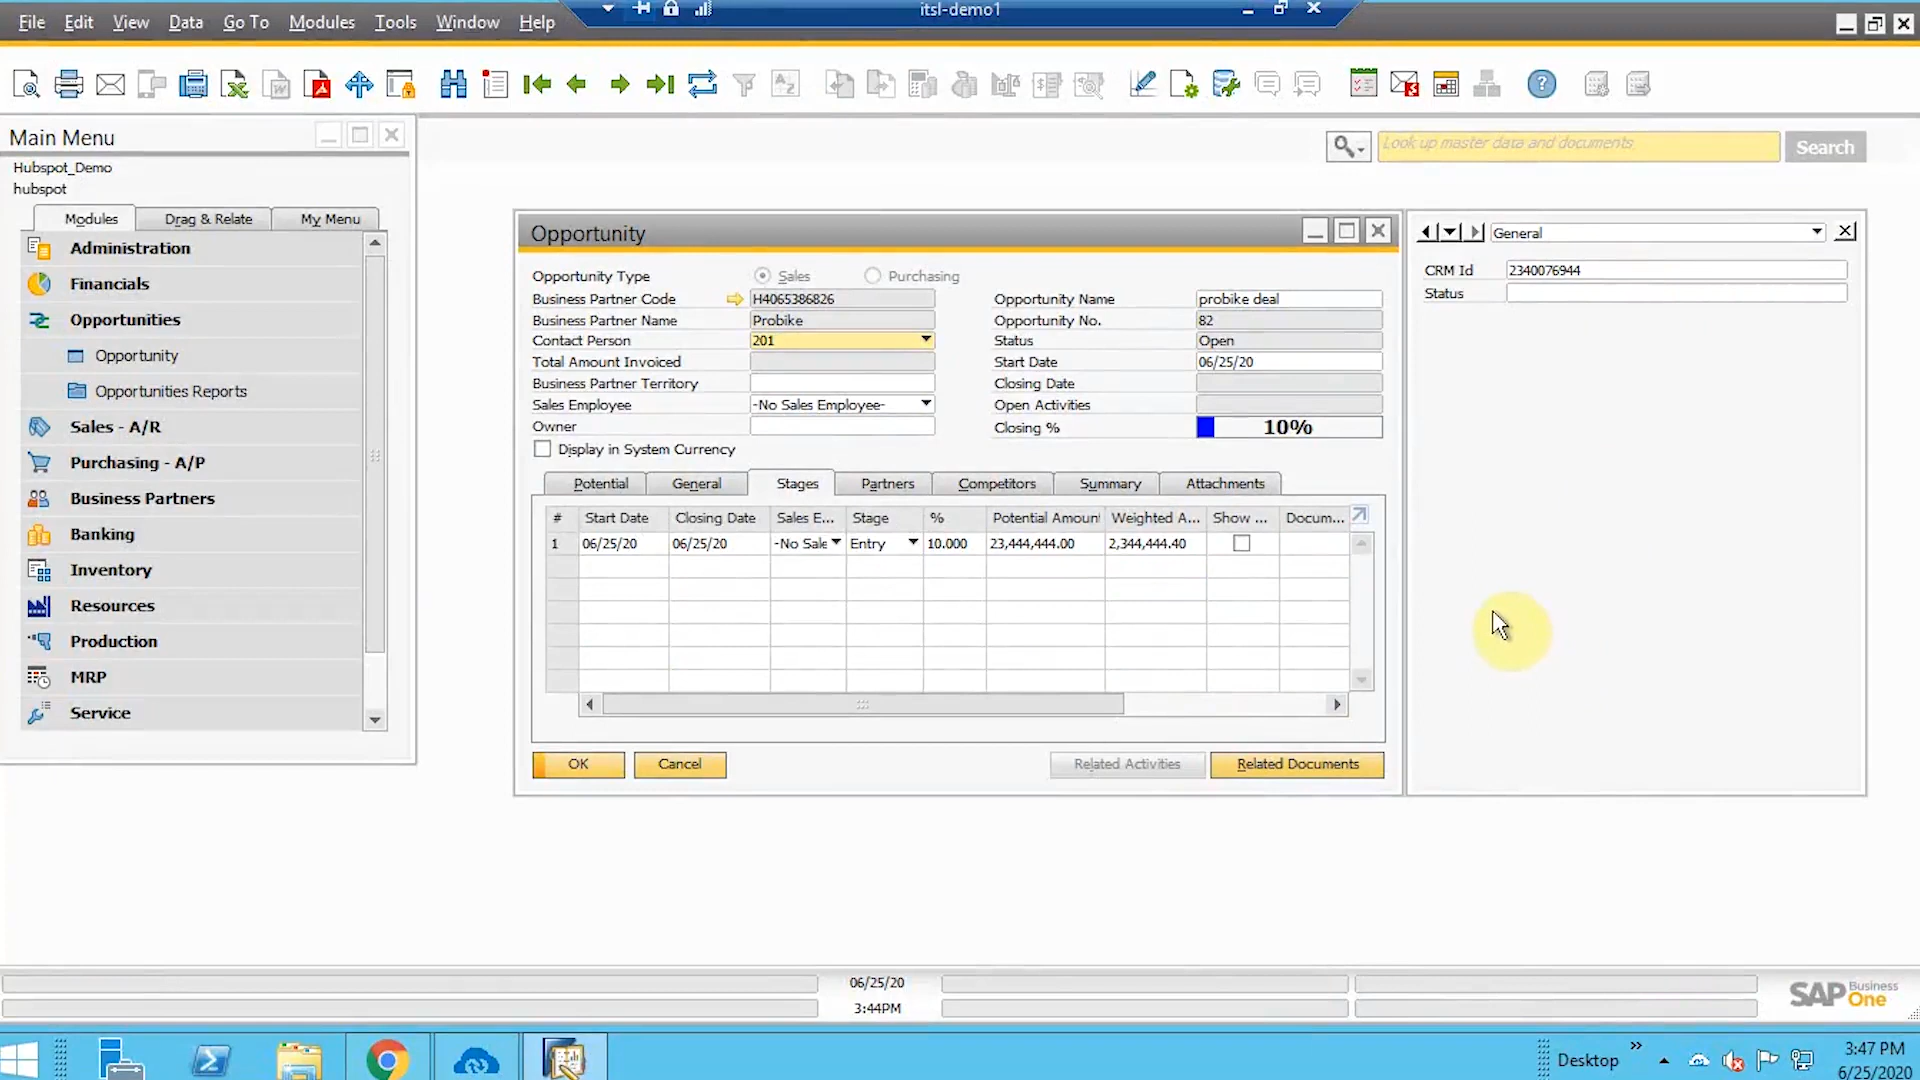 itsl-demo1
File Edit View Data Go To Modules Tools Window Help
Main Menu
Hubspot_Demo
hubspot
Modules Drag & Relate My Menu
Administration
Financials
Opportunities
Opportunity
Opportunities Reports
Sales - A/R
Purchasing - A/P
Business Partners
Banking
Inventory
Resources
Production
MRP
Service
Look up master data and documents Search
Opportunity
Opportunity Type Sales Purchasing
Business Partner Code H4065386826 Opportunity Name probike deal
Business Partner Name Probike Opportunity No. 82
Contact Person 201 Status Open
Total Amount Invoiced Start Date 06/25/20
Business Partner Territory Closing Date
Sales Employee -No Sales Employee- Open Activities
Owner Closing % 10%
Display in System Currency
Potential General Stages Partners Competitors Summary Attachments
# Start Date Closing Date Sales E... Stage % Potential Amount Weighted A... Show ... Docum...
1 06/25/20 06/25/20 -No Sale Entry 10.000 23,444,444.00 2,344,444.40
OK Cancel Related Activities Related Documents
General
CRM Id 2340076944
Status
06/25/20
3:44PM
SAP Business One
Desktop
3:47 PM
6/25/2020